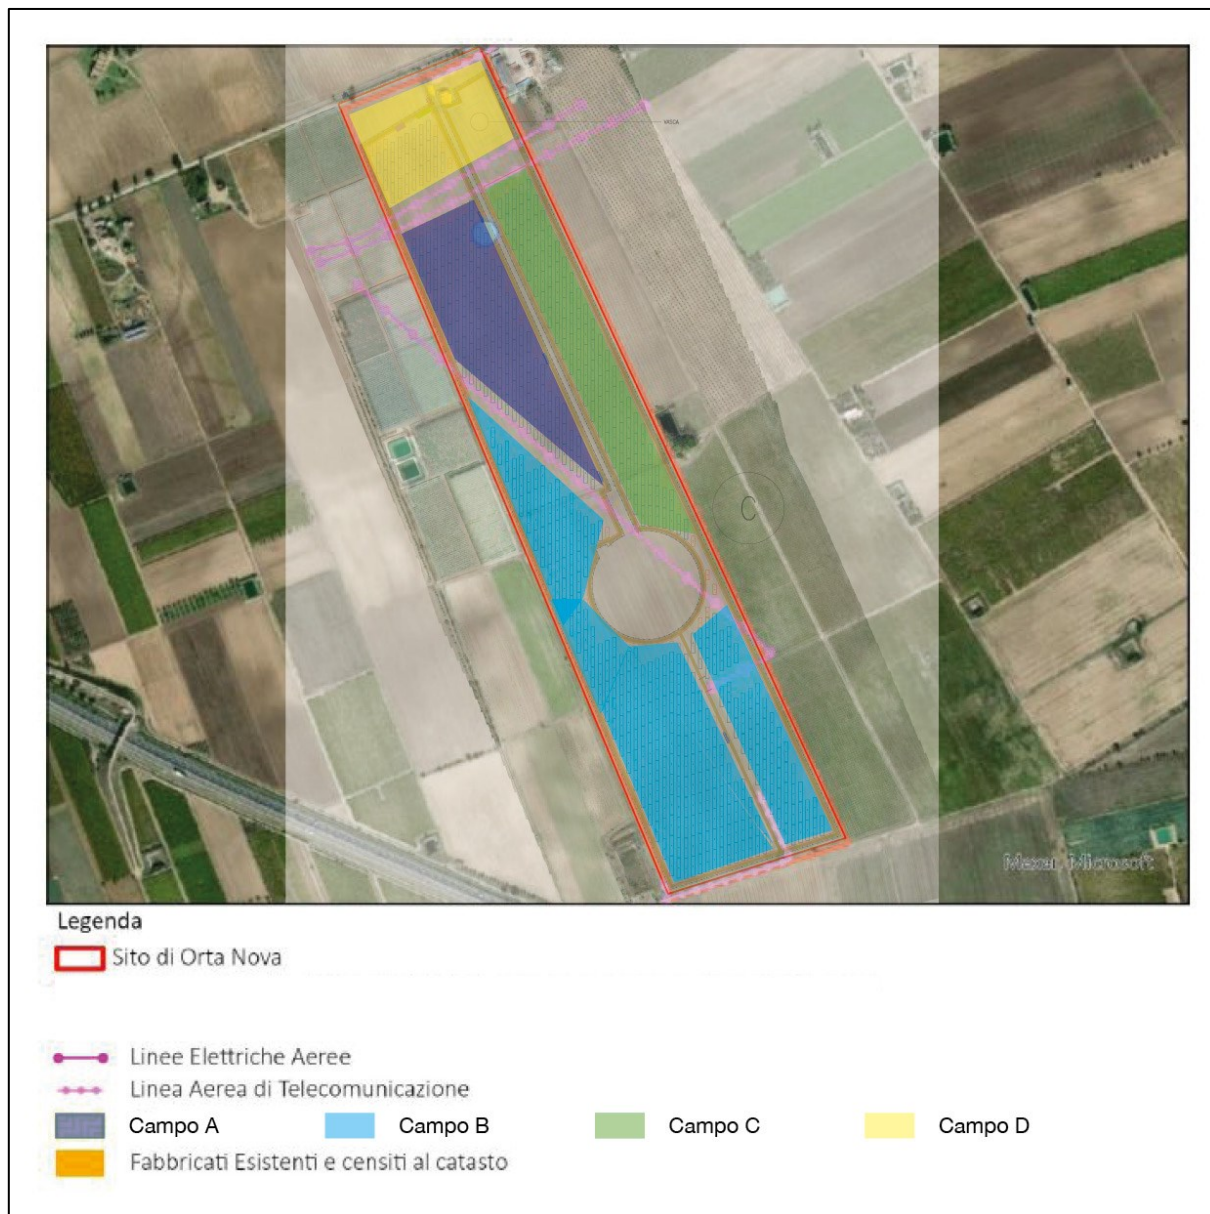 C
Maxar, Microsoft
Legenda
Sito di Orta Nova
Linee Elettriche Aeree
Linea Aerea di Telecomunicazione
Campo A Campo B Campo C Campo D
Fabbricati Esistenti e censiti al catasto